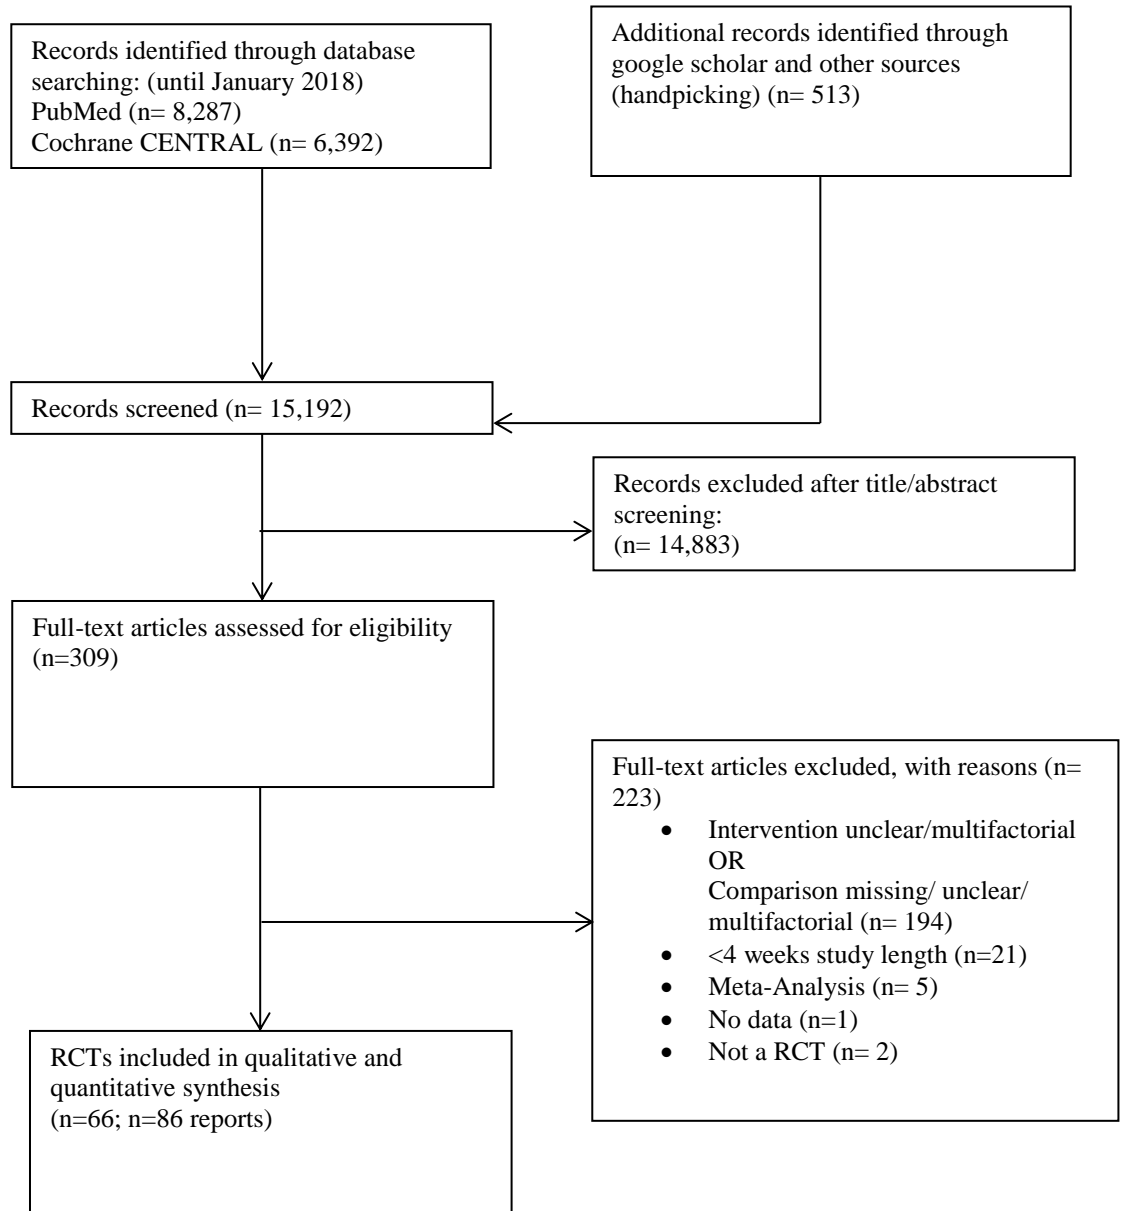 Records identified through database
searching: (until January 2018)
PubMed (n= 8,287)
Cochrane CENTRAL (n= 6,392)
Additional records identified through
google scholar and other sources
(handpicking) (n= 513)
Records screened (n= 15,192)
Records excluded after title/abstract
screening:
(n= 14,883)
Full-text articles assessed for eligibility
(n=309)
Full-text articles excluded, with reasons (n=
223)
• Intervention unclear/multifactorial
OR
Comparison missing/ unclear/
multifactorial (n= 194)
• <4 weeks study length (n=21)
• Meta-Analysis (n= 5)
• No data (n=1)
• Not a RCT (n= 2)
RCTs included in qualitative and
quantitative synthesis
(n=66; n=86 reports)